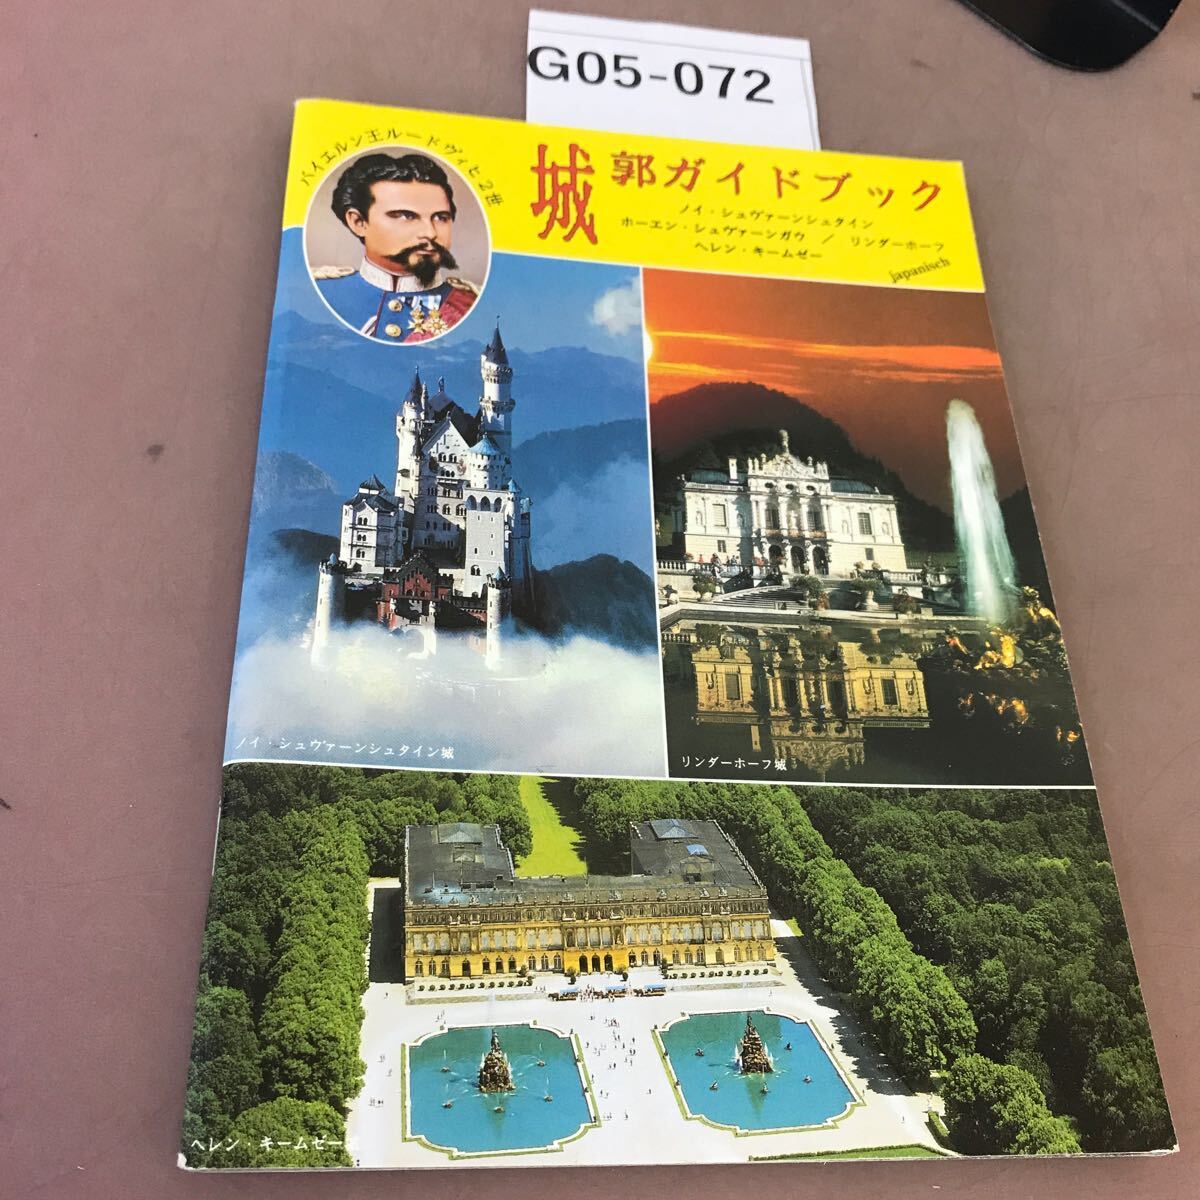 G05-072
バイエルン王ルードヴィヒ2世
城郭ガイドブック
ノイ・シュヴァーンシュタイン
ホーエン・シュヴァーンガウ / リンダーホーフ
ヘレン・キームゼー
japanisch
ノイ・シュヴァーンシュタイン城
リンダーホーフ城
ヘレン・キームゼー城